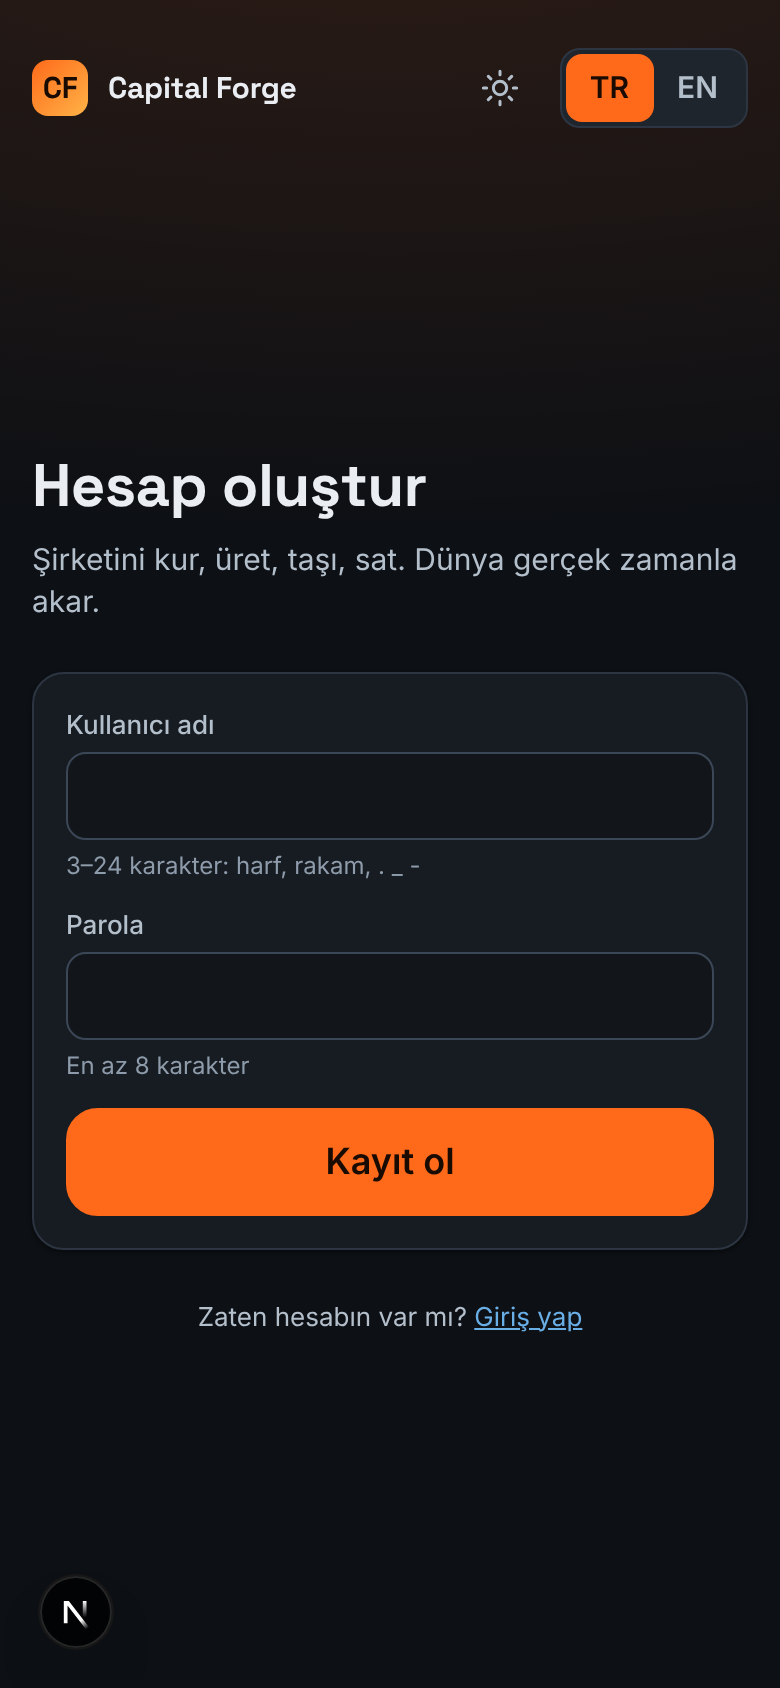 CF Capital Forge TR EN
Hesap oluştur
Şirketini kur, üret, taşı, sat. Dünya gerçek zamanla
akar.
Kullanıcı adı
3–24 karakter: harf, rakam, . _ -
Parola
En az 8 karakter
Kayıt ol
Zaten hesabın var mı? Giriş yap
N